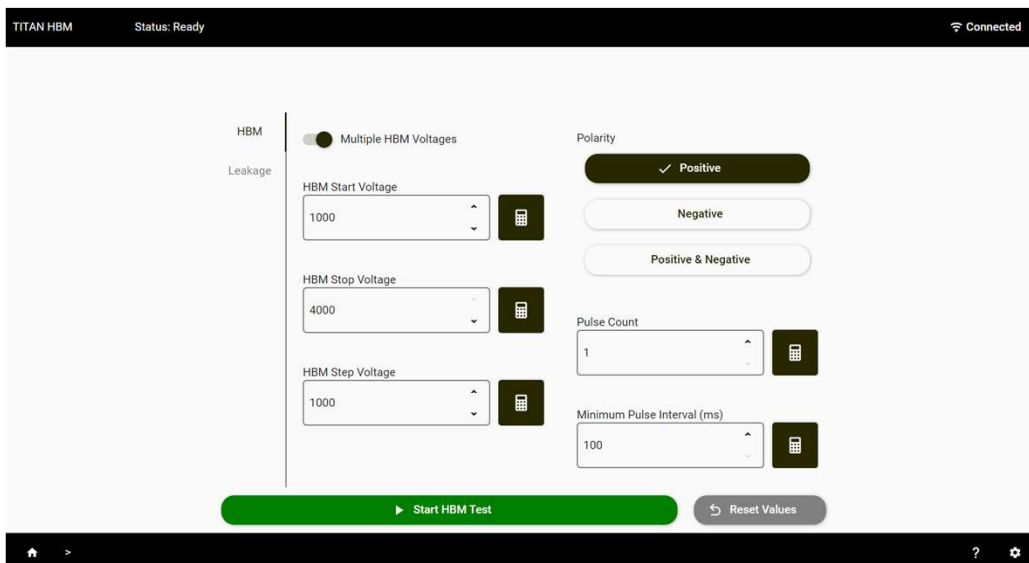 TITAN HBM
Status: Ready
Connected
HBM
Leakage
Multiple HBM Voltages
HBM Start Voltage
1000
HBM Stop Voltage
4000
HBM Step Voltage
1000
Polarity
Positive
Negative
Positive & Negative
Pulse Count
1
Minimum Pulse Interval (ms)
100
Start HBM Test
Reset Values
>
?